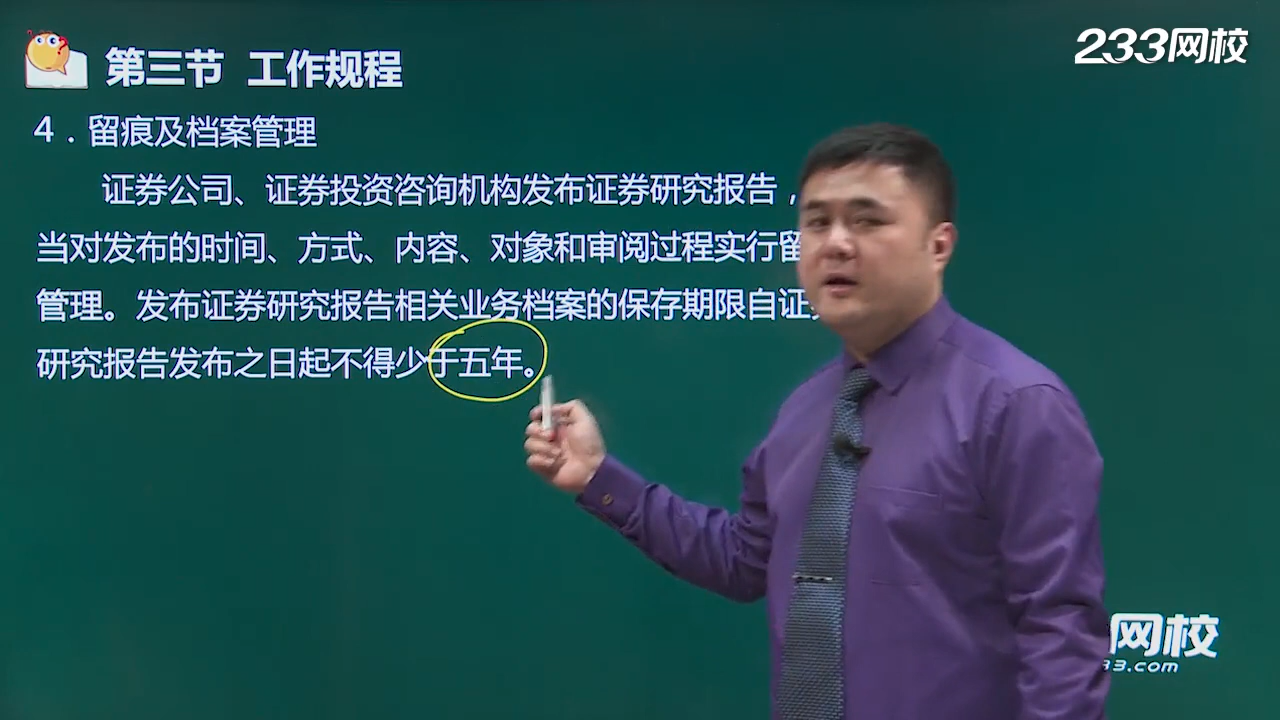 233网校
第三节 工作规程
4．留痕及档案管理
证券公司、证券投资咨询机构发布证券研究报告，
当对发布的时间、方式、内容、对象和审阅过程实行留
管理。发布证券研究报告相关业务档案的保存期限自证
研究报告发布之日起不得少于五年。
网校
33.com